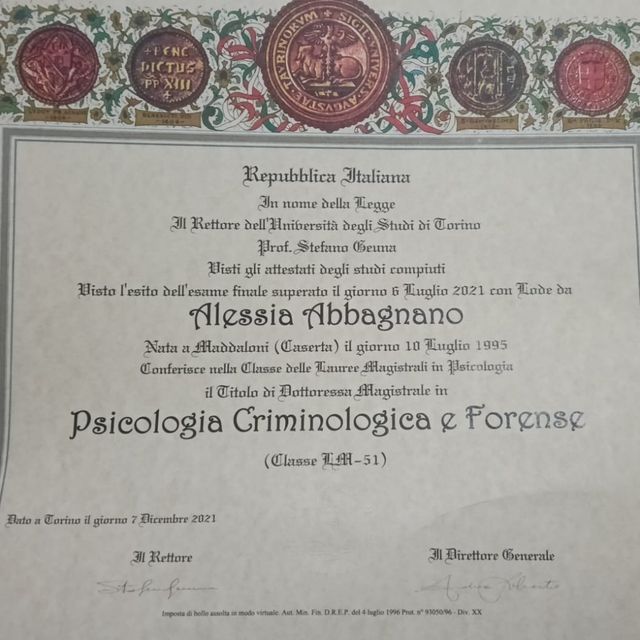 + BENE
DICTVS
PP XIII
Repubblica Italiana
In nome della Legge
Il Rettore dell'Università degli Studi di Torino
Prof. Stefano Geuna
Visti gli attestati degli studi compiuti
Visto l'esito dell'esame finale superato il giorno 6 Luglio 2021 con Lode da
Alessia Abbagnano
Nata a Maddaloni (Caserta) il giorno 10 Luglio 1995
Conferisce nella Classe delle Lauree Magistrali in Psicologia
il Titolo di Dottoressa Magistrale in
Psicologia Criminologica e Forense
(Classe LM-51)
Dato a Torino il giorno 7 Dicembre 2021
Il Rettore
Il Direttore Generale
Imposta di bollo assolta in modo virtuale. Aut. Min. Fin. D.R.E.P. del 4 luglio 1996 Prot. n° 93050/96 - Div. XX